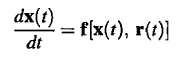 dx(t)/dt = f[x(t), r(t)]